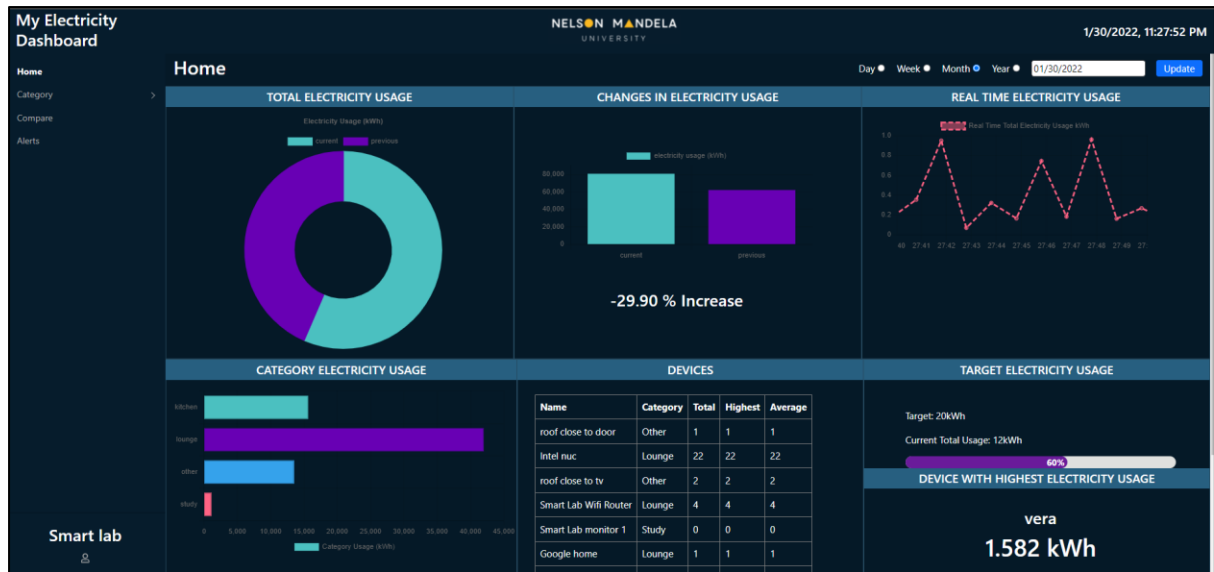 My Electricity
Dashboard
NELSON MANDELA
UNIVERSITY
1/30/2022, 11:27:52 PM
Home
Category >
Compare
Alerts
Smart lab
Home
Day Week Month Year 01/30/2022 Update
TOTAL ELECTRICITY USAGE
Electricity Usage (kWh)
current previous
CHANGES IN ELECTRICITY USAGE
electricity usage (kWh)
80,000
60,000
40,000
20,000
0
current previous
-29.90 % Increase
REAL TIME ELECTRICITY USAGE
Real Time Total Electricity Usage kWh
1.0
0.8
0.6
0.4
0.2
0
40 27:41 27:42 27:43 27:44 27:45 27:46 27:47 27:48 27:49 27:
CATEGORY ELECTRICITY USAGE
kitchen
lounge
other
study
0 5,000 10,000 15,000 20,000 25,000 30,000 35,000 40,000 45,000
Category Usage (kWh)
DEVICES
Name Category Total Highest Average
roof close to door Other 1 1 1
Intel nuc Lounge 22 22 22
roof close to tv Other 2 2 2
Smart Lab Wifi Router Lounge 4 4 4
Smart Lab monitor 1 Study 0 0 0
Google home Lounge 1 1 1
TARGET ELECTRICITY USAGE
Target: 20kWh
Current Total Usage: 12kWh
60%
DEVICE WITH HIGHEST ELECTRICITY USAGE
vera
1.582 kWh